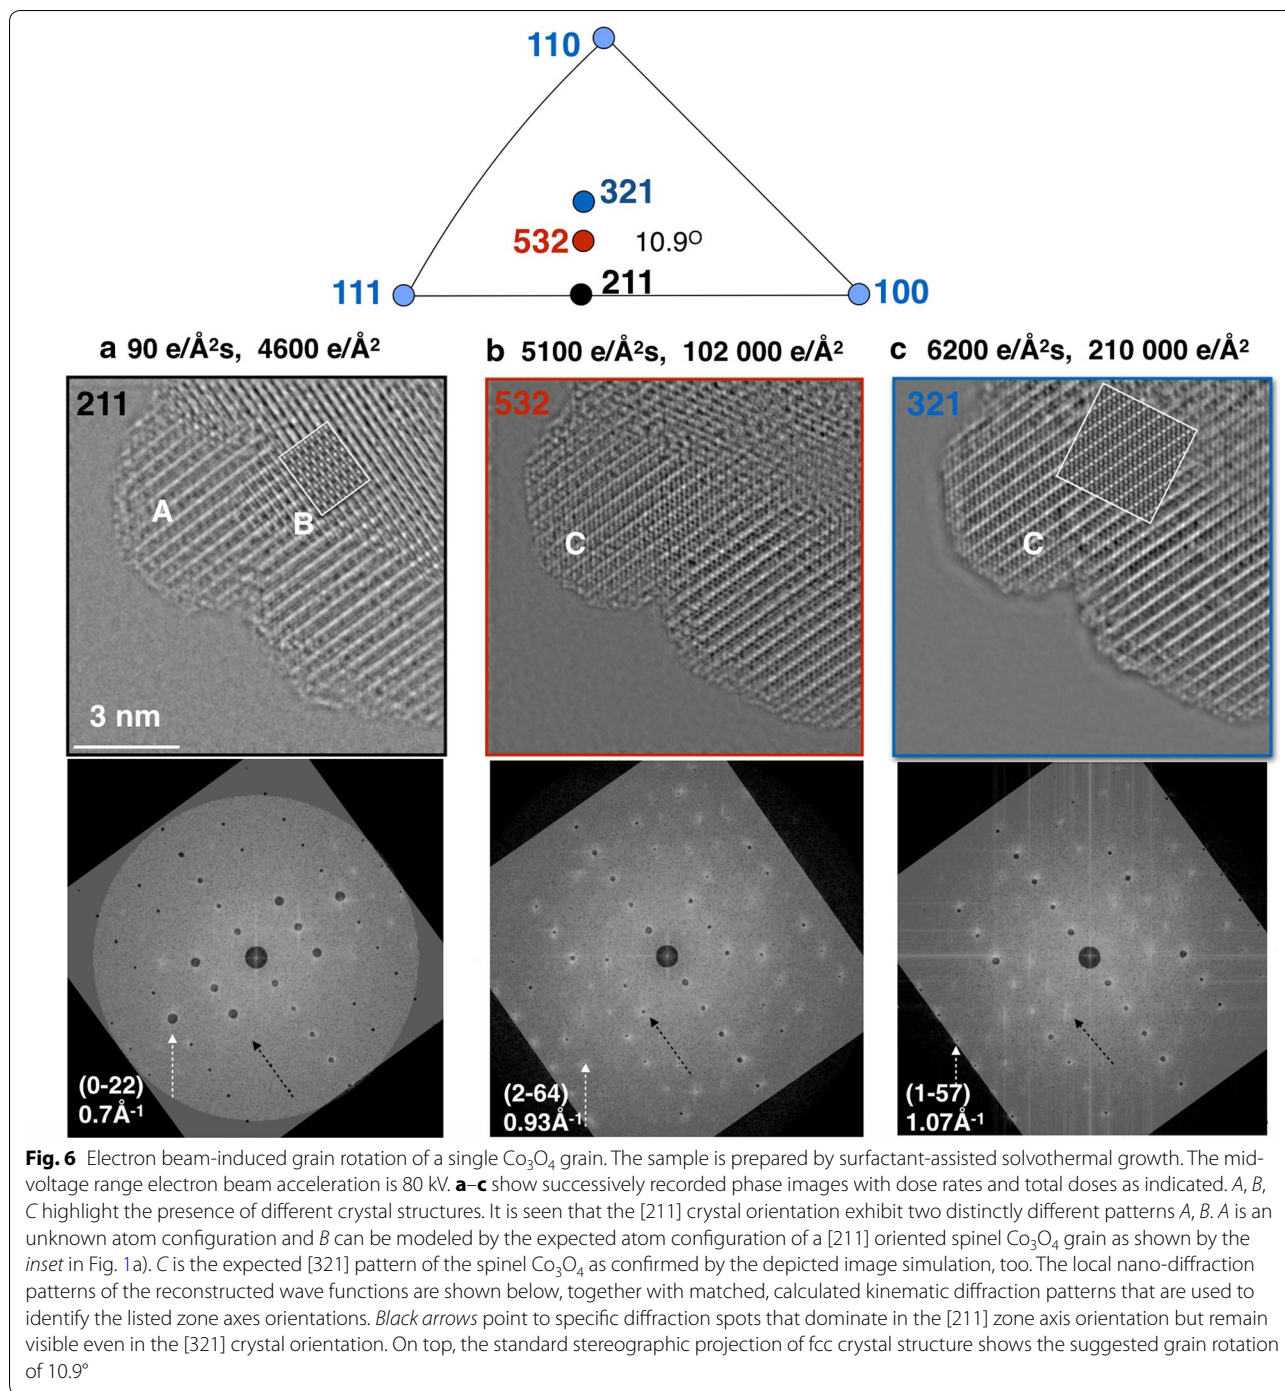 110
321
532 10.9O
211
111 100
a 90 e/Å²s, 4600 e/Å²
b 5100 e/Å²s, 102 000 e/Å²
c 6200 e/Å²s, 210 000 e/Å²
211
A
B
3 nm
532
C
321
C
(0-22)
0.7Å⁻¹
(2-64)
0.93Å⁻¹
(1-57)
1.07Å⁻¹
Fig. 6 Electron beam-induced grain rotation of a single Co₃O₄ grain. The sample is prepared by surfactant-assisted solvothermal growth. The mid-
voltage range electron beam acceleration is 80 kV. a–c show successively recorded phase images with dose rates and total doses as indicated. A, B,
C highlight the presence of different crystal structures. It is seen that the [211] crystal orientation exhibit two distinctly different patterns A, B. A is an
unknown atom configuration and B can be modeled by the expected atom configuration of a [211] oriented spinel Co₃O₄ grain as shown by the
inset in Fig. 1a). C is the expected [321] pattern of the spinel Co₃O₄ as confirmed by the depicted image simulation, too. The local nano-diffraction
patterns of the reconstructed wave functions are shown below, together with matched, calculated kinematic diffraction patterns that are used to
identify the listed zone axes orientations. Black arrows point to specific diffraction spots that dominate in the [211] zone axis orientation but remain
visible even in the [321] crystal orientation. On top, the standard stereographic projection of fcc crystal structure shows the suggested grain rotation
of 10.9°